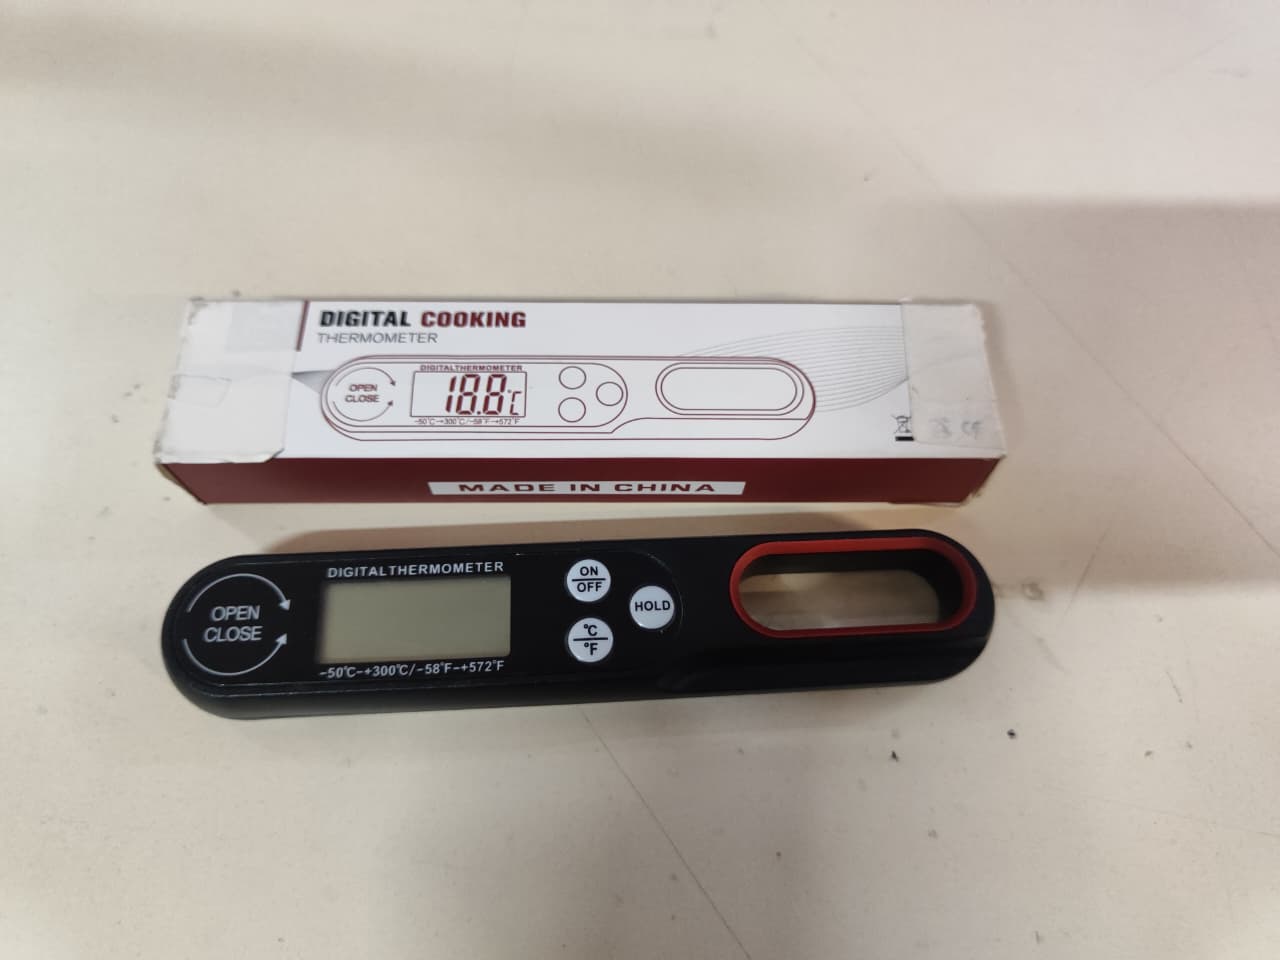 DIGITAL COOKING
THERMOMETER
DIGITALTHERMOMETER
OPEN
CLOSE
18.8℃
-50℃-+300℃/-58℉-+572℉
MADE IN CHINA
DIGITALTHERMOMETER
OPEN
CLOSE
ON
OFF
HOLD
℃
℉
-50℃-+300℃/-58℉-+572℉